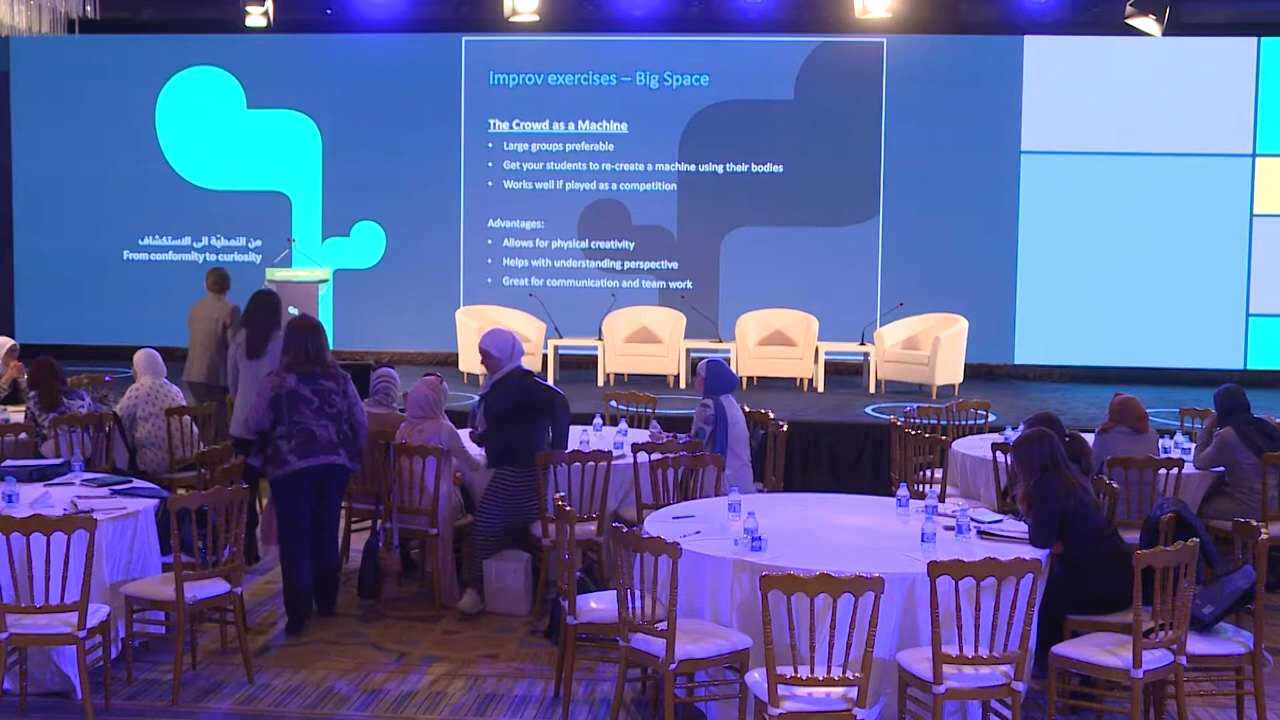 Improv exercises – Big Space
The Crowd as a Machine
• Large groups preferable
• Get your students to re-create a machine using their bodies
• Works well if played as a competition
Advantages:
• Allows for physical creativity
• Helps with understanding perspective
• Great for communication and team work
من النمطيّة الى الاستكشاف
From conformity to curiosity